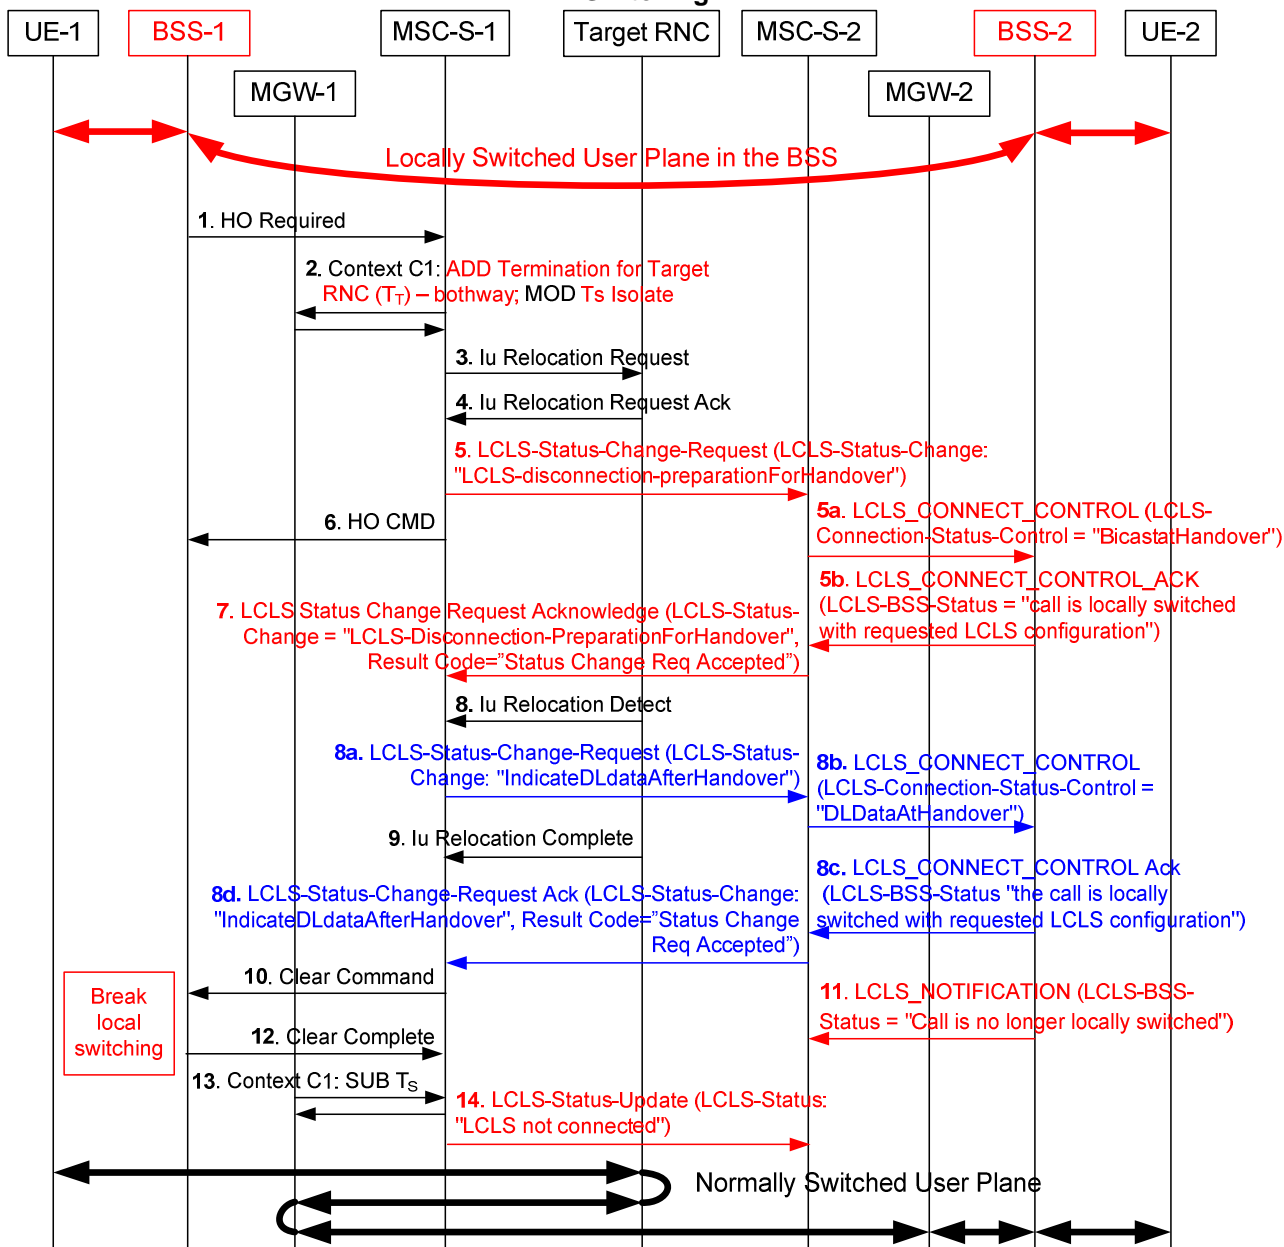 UE-1
BSS-1
MSC-S-1
Target RNC
MSC-S-2
BSS-2
UE-2
MGW-1
MGW-2
Locally Switched User Plane in the BSS
1. HO Required
2. Context C1: ADD Termination for Target
RNC (TT) – bothway; MOD Ts Isolate
3. Iu Relocation Request
4. Iu Relocation Request Ack
5. LCLS-Status-Change-Request (LCLS-Status-Change:
"LCLS-disconnection-preparationForHandover")
5a. LCLS_CONNECT_CONTROL (LCLS-
Connection-Status-Control = "BicastatHandover")
6. HO CMD
5b. LCLS_CONNECT_CONTROL_ACK
(LCLS-BSS-Status = "call is locally switched
with requested LCLS configuration")
7. LCLS Status Change Request Acknowledge (LCLS-Status-
Change = "LCLS-Disconnection-PreparationForHandover",
Result Code=”Status Change Req Accepted”)
8. Iu Relocation Detect
8a. LCLS-Status-Change-Request (LCLS-Status-
Change: "IndicateDLdataAfterHandover")
8b. LCLS_CONNECT_CONTROL
(LCLS-Connection-Status-Control =
"DLDataAtHandover")
9. Iu Relocation Complete
8c. LCLS_CONNECT_CONTROL Ack
(LCLS-BSS-Status "the call is locally
switched with requested LCLS configuration")
8d. LCLS-Status-Change-Request Ack (LCLS-Status-Change:
"IndicateDLdataAfterHandover", Result Code=”Status Change
Req Accepted”)
10. Clear Command
Break
local
switching
11. LCLS_NOTIFICATION (LCLS-BSS-
Status = "Call is no longer locally switched")
12. Clear Complete
13. Context C1: SUB TS
14. LCLS-Status-Update (LCLS-Status:
"LCLS not connected")
Normally Switched User Plane